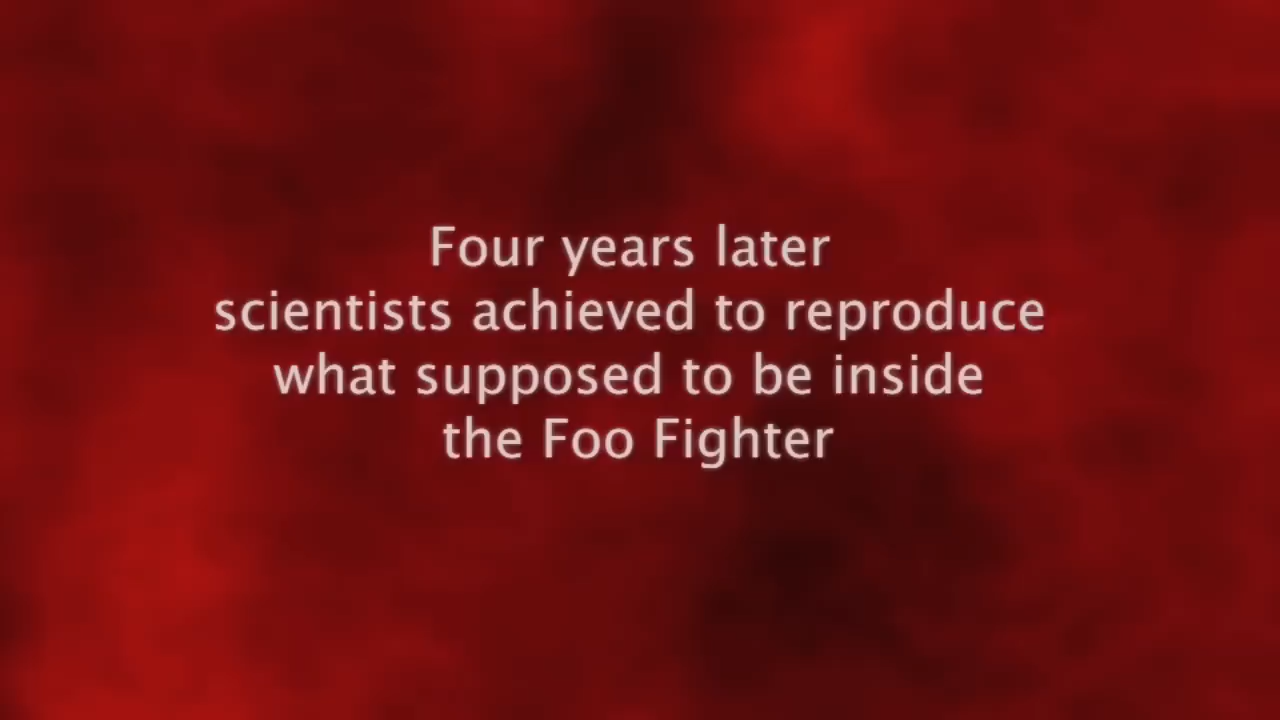 Four years later
scientists achieved to reproduce
what supposed to be inside
the Foo Fighter